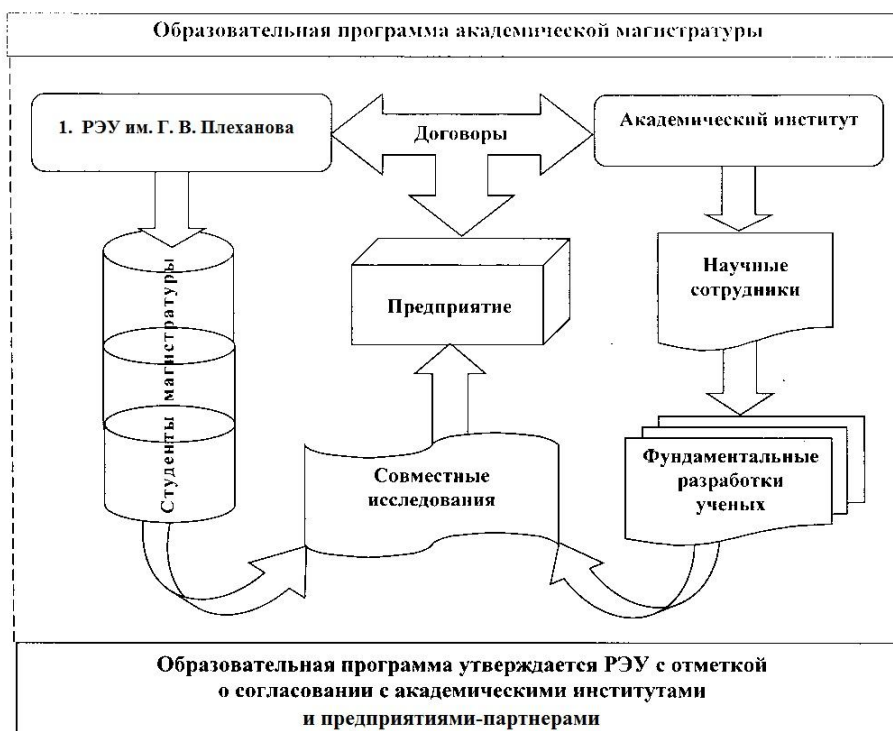 Образовательная программа академической магистратуры
1. РЭУ им. Г. В. Плеханова
Договоры
Академический институт
Студенты магистратуры
Предприятие
Научные
сотрудники
Совместные
исследования
Фундаментальные
разработки
ученых
Образовательная программа утверждается РЭУ с отметкой
о согласовании с академическими институтами
и предприятиями-партнерами